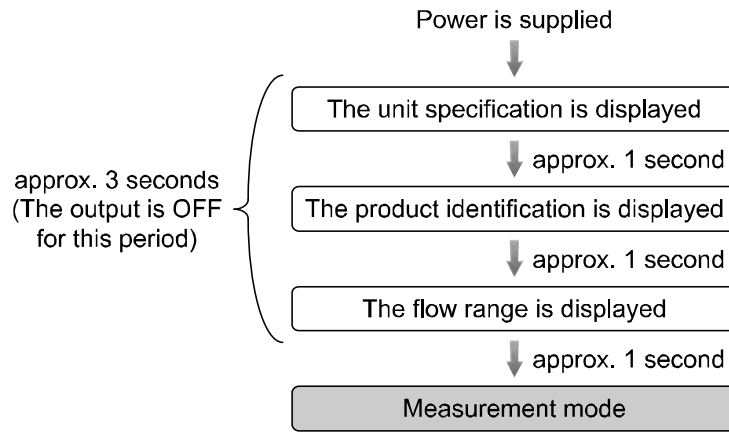 Power is supplied
The unit specification is displayed
approx. 1 second
approx. 3 seconds
(The output is OFF
for this period)
The product identification is displayed
approx. 1 second
The flow range is displayed
approx. 1 second
Measurement mode